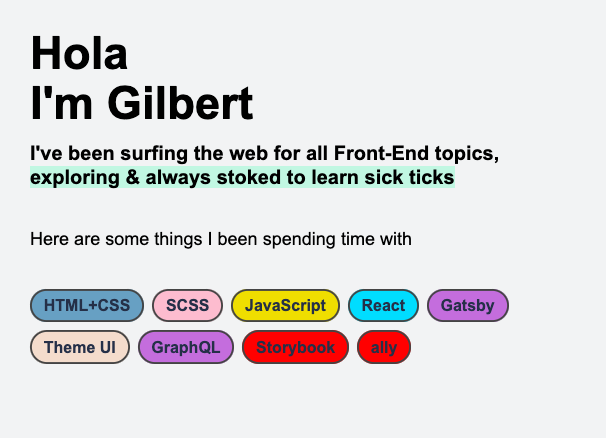 Hola
I'm Gilbert
I've been surfing the web for all Front-End topics,
exploring & always stoked to learn sick ticks
Here are some things I been spending time with
HTML+CSS SCSS JavaScript React Gatsby
Theme UI GraphQL Storybook ally